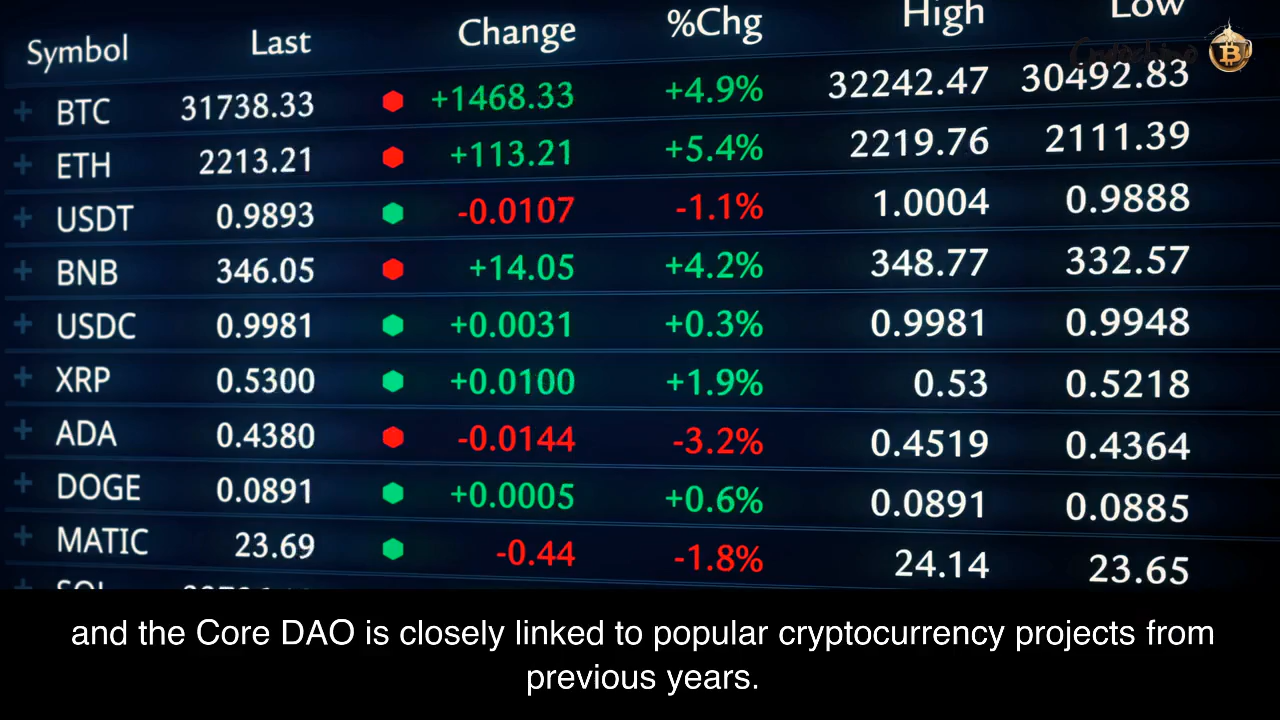 Symbol Last Change %Chg High Low
BTC 31738.33 +1468.33 +4.9% 32242.47 30492.83
ETH 2213.21 +113.21 +5.4% 2219.76 2111.39
USDT 0.9893 -0.0107 -1.1% 1.0004 0.9888
BNB 346.05 +14.05 +4.2% 348.77 332.57
USDC 0.9981 +0.0031 +0.3% 0.9981 0.9948
XRP 0.5300 +0.0100 +1.9% 0.53 0.5218
ADA 0.4380 -0.0144 -3.2% 0.4519 0.4364
DOGE 0.0891 +0.0005 +0.6% 0.0891 0.0885
MATIC 23.69 -0.44 -1.8% 24.14 23.65
and the Core DAO is closely linked to popular cryptocurrency projects from
previous years.